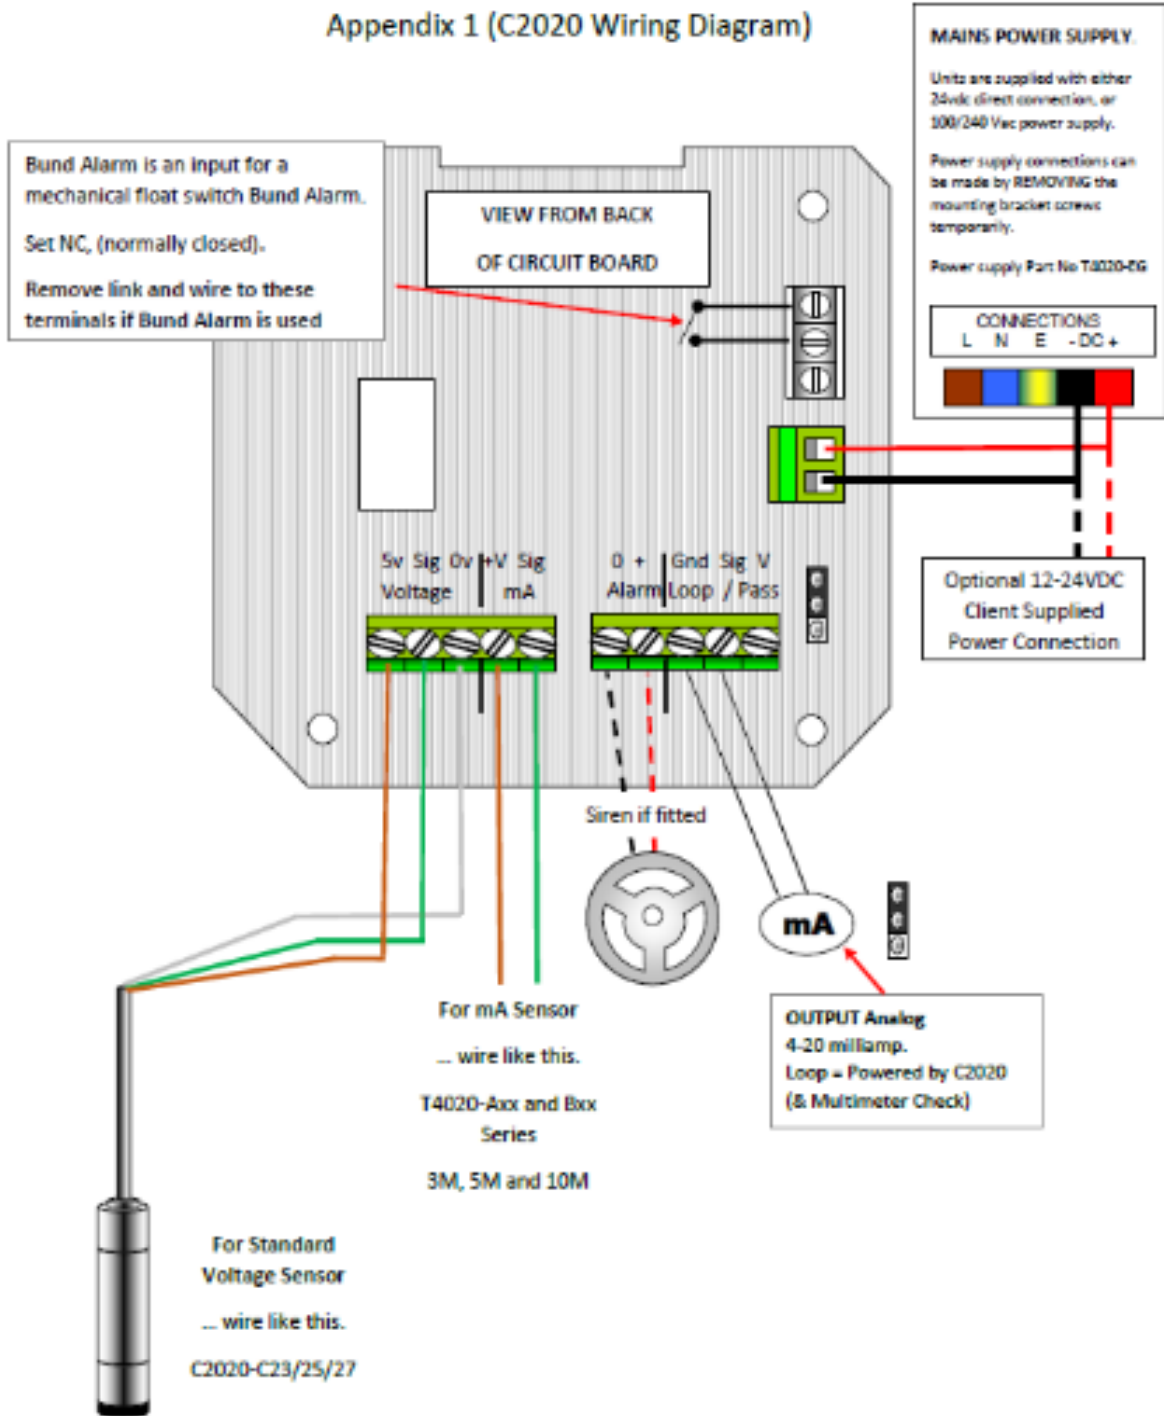 Appendix 1 (C2020 Wiring Diagram)
MAINS POWER SUPPLY.
Units are supplied with either
24vdc direct connection, or
100/240 Vac power supply.
Power supply connections can
be made by REMOVING the
mounting bracket screws
temporarily.
Power supply Part No T4020-EG
CONNECTIONS
L N E - DC +
Bund Alarm is an input for a
mechanical float switch Bund Alarm.
Set NC, (normally closed).
Remove link and wire to these
terminals if Bund Alarm is used
VIEW FROM BACK
OF CIRCUIT BOARD
5v Sig 0v +V Sig
Voltage mA
0 + Gnd Sig V
Alarm Loop / Pass
Optional 12-24VDC
Client Supplied
Power Connection
Siren if fitted
mA
OUTPUT Analog
4-20 milliamp.
Loop = Powered by C2020
(& Multimeter Check)
For mA Sensor
... wire like this.
T4020-Axx and Bxx
Series
3M, 5M and 10M
For Standard
Voltage Sensor
... wire like this.
C2020-C23/25/27